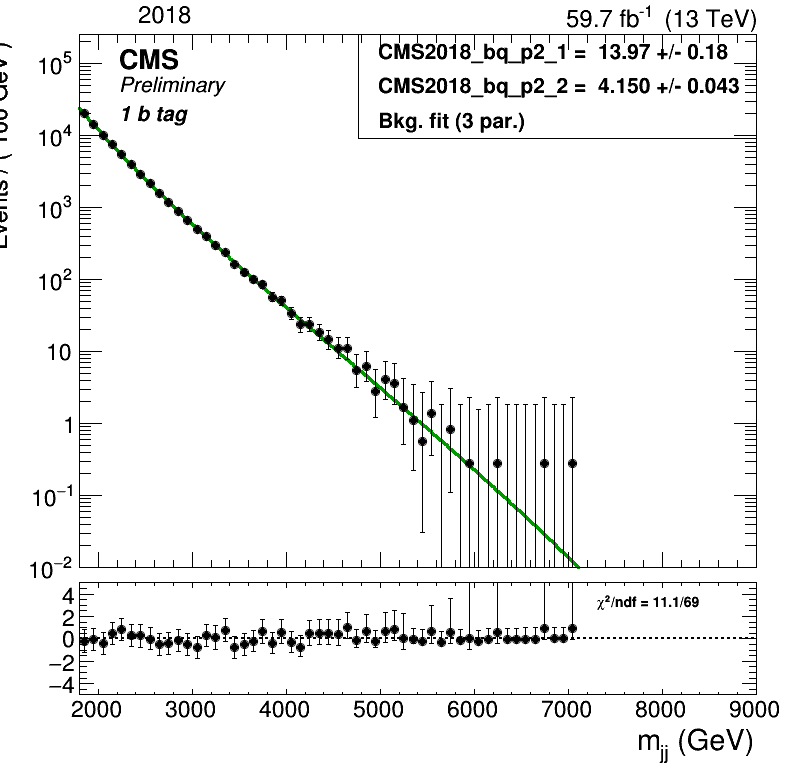 2018
59.7 fb⁻¹ (13 TeV)
CMS
Preliminary
1 b tag
CMS2018_bq_p2_1 = 13.97 +/- 0.18
CMS2018_bq_p2_2 = 4.150 +/- 0.043
Bkg. fit (3 par.)
10⁵
10⁴
10³
10²
10
1
10⁻¹
10⁻²
χ²/ndf = 11.1/69
4
2
0
−2
−4
2000 3000 4000 5000 6000 7000 8000 9000
mjj (GeV)